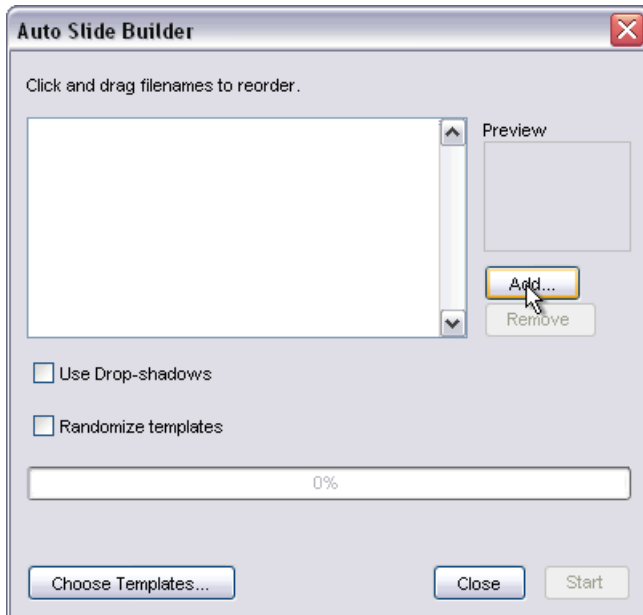 Auto Slide Builder
Click and drag filenames to reorder.
Preview
Add...
Remove
Use Drop-shadows
Randomize templates
0%
Choose Templates...
Close
Start